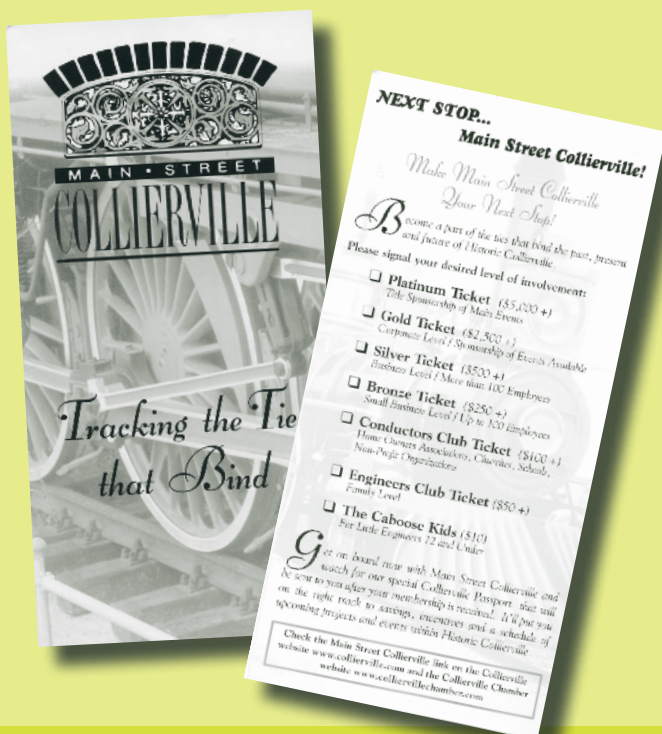 MAIN • STREET
COLLIERVILLE
Tracking the Tie
that Bind
NEXT STOP...
Main Street Collierville!
Make Main Street Collierville
Your Next Stop!
Become a part of the ties that bind the past, present
and future of Historic Collierville.
Please signal your desired level of involvement:
❏ Platinum Ticket ($5,000 +)
Title Sponsorship of Main Events
❏ Gold Ticket ($2,500 +)
Corporate Level / Sponsorship of Events Available
❏ Silver Ticket ($500 +)
Business Level / More than 100 Employees
❏ Bronze Ticket ($250 +)
Small Business Level / Up to 100 Employees
❏ Conductors Club Ticket ($100 +)
Home Owners Associations, Churches, Schools,
Non-Profit Organizations
❏ Engineers Club Ticket ($50 +)
Family Level
❏ The Caboose Kids ($10)
For Little Engineers 12 and Under
Get on board now with Main Street Collierville and
watch for our special Collierville Passport that will
be sent to you after your membership is received. It'll put you
on the right track to savings, incentives and a schedule of
upcoming projects and events within Historic Collierville.
Check the Main Street Collierville link on the Collierville
website www.collierville.com and the Collierville Chamber
website www.colliervillechamber.com